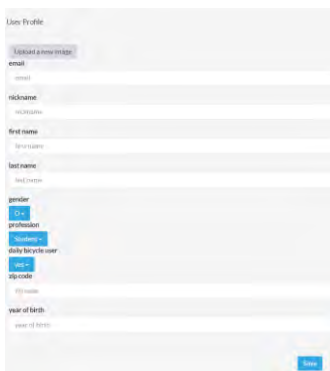 User Profile
Upload a new image
email
email
nickname
nickname
first name
first name
last name
last name
gender
profession
Student
daily bicycle user
yes
zip code
zip code
year of birth
year of birth
Save